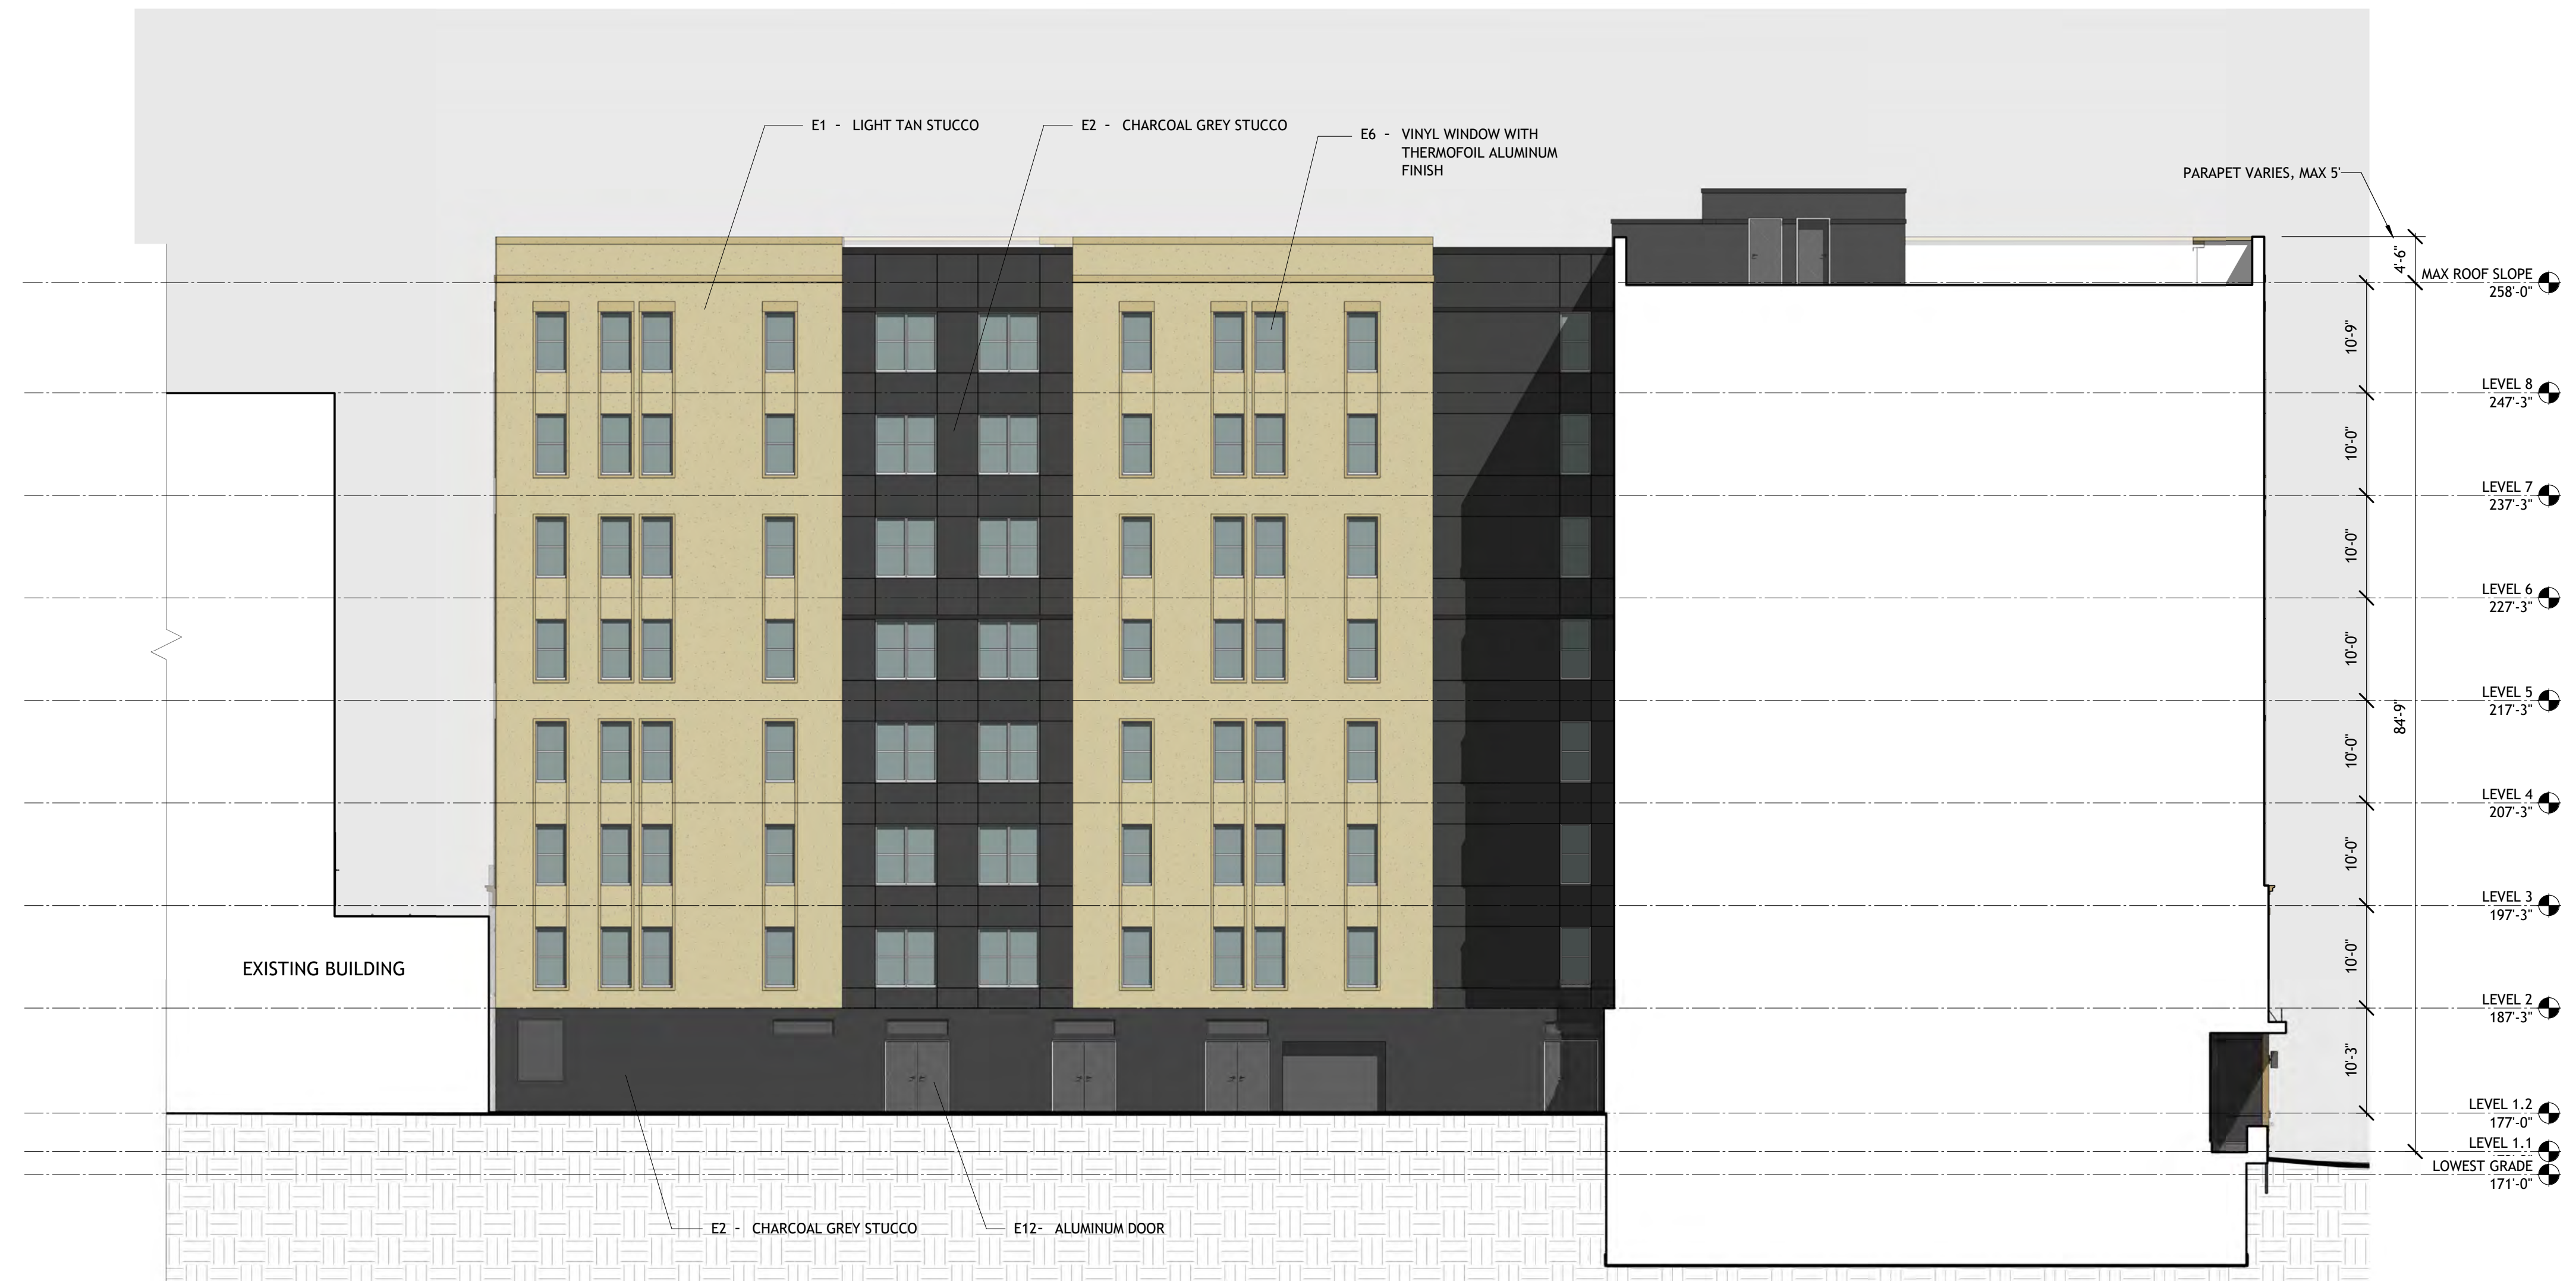 E1 - LIGHT TAN STUCCO
E2 - CHARCOAL GREY STUCCO
E6 - VINYL WINDOW WITH
THERMOFOIL ALUMINUM
FINISH
PARAPET VARIES, MAX 5'
4'-6"
MAX ROOF SLOPE
258'-0"
10'-9"
LEVEL 8
247'-3"
10'-0"
LEVEL 7
237'-3"
10'-0"
LEVEL 6
227'-3"
10'-0"
LEVEL 5
217'-3"
84'-9"
10'-0"
LEVEL 4
207'-3"
10'-0"
LEVEL 3
197'-3"
EXISTING BUILDING
10'-0"
LEVEL 2
187'-3"
10'-3"
LEVEL 1.2
177'-0"
LEVEL 1.1
LOWEST GRADE
171'-0"
E2 - CHARCOAL GREY STUCCO
E12- ALUMINUM DOOR